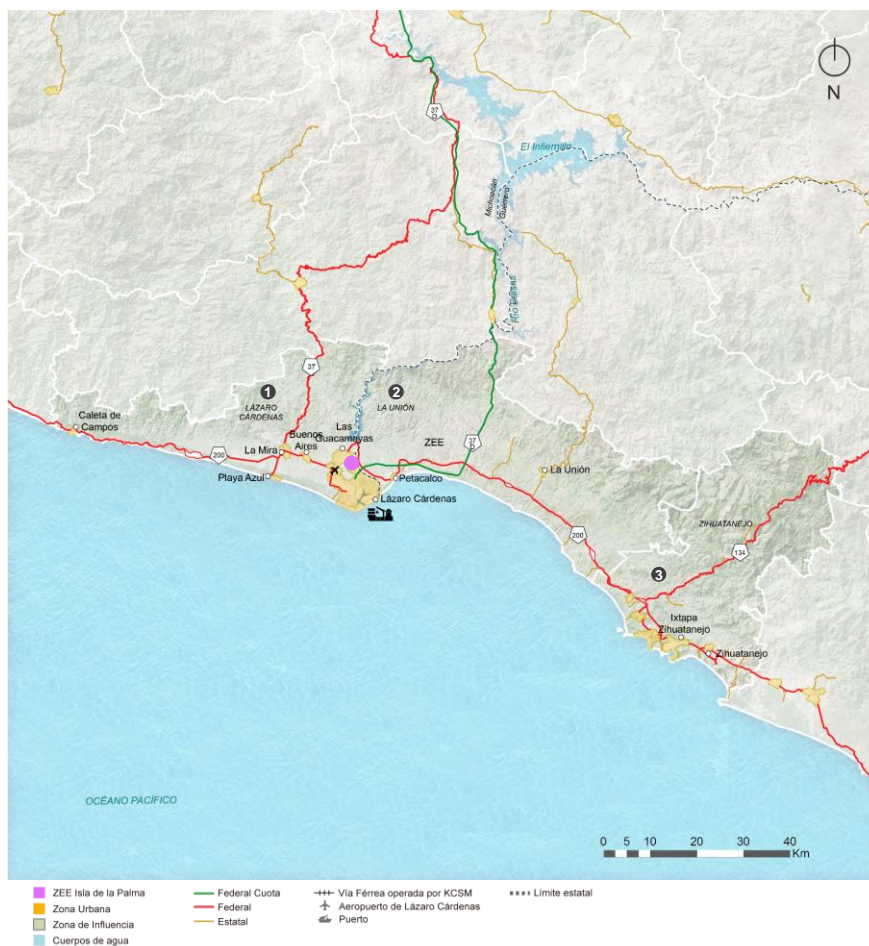 N
37
D
El Infiernillo
Michoacán
Guerrero
Río Balsas
37
1
LÁZARO
CÁRDENAS
2
LA UNIÓN
Caleta de
Campos
Las
Guacamayas
Buenos
Aires
ZEE
37
D
La Mira
200
La Unión
Playa Azul
Petacalco
Lázaro Cárdenas
ZIHUATANEJO
200
134
3
Ixtapa
Zihuatanejo
Zihuatanejo
OCÉANO PACÍFICO
0 5 10 20 30 40
Km
ZEE Isla de la Palma
Zona Urbana
Zona de Influencia
Cuerpos de agua
Federal Cuota
Federal
Estatal
Vía Férrea operada por KCSM
Aeropuerto de Lázaro Cárdenas
Puerto
Límite estatal